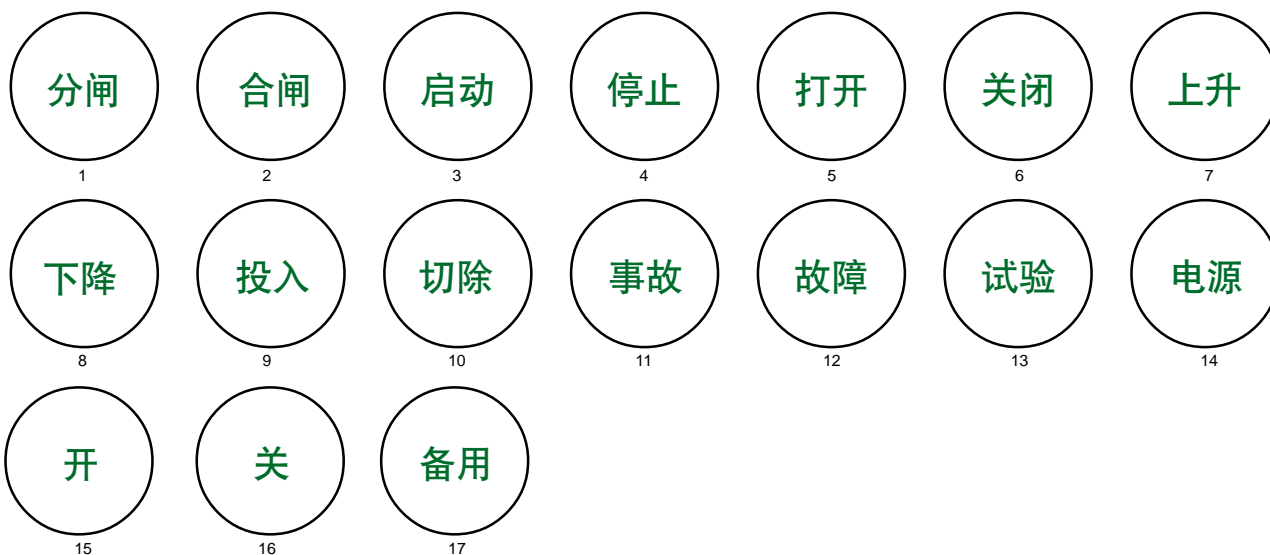 分闸 合闸 启动 停止 打开 关闭 上升
1 2 3 4 5 6 7
下降 投入 切除 事故 故障 试验 电源
8 9 10 11 12 13 14
开 关 备用
15 16 17